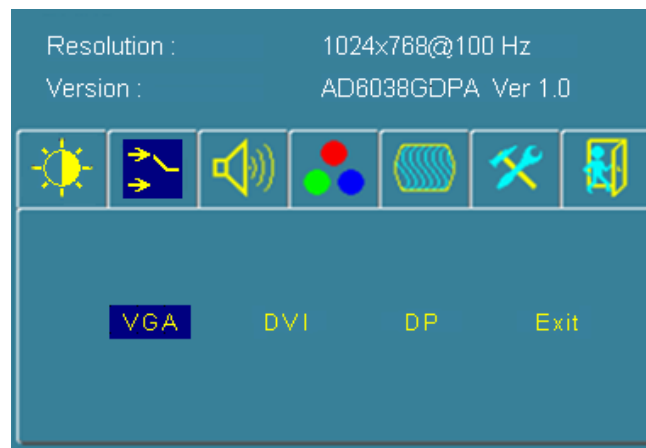 Resolution : 1024x768@100 Hz
Version : AD6038GDPA Ver 1.0
VGA DVI DP Exit